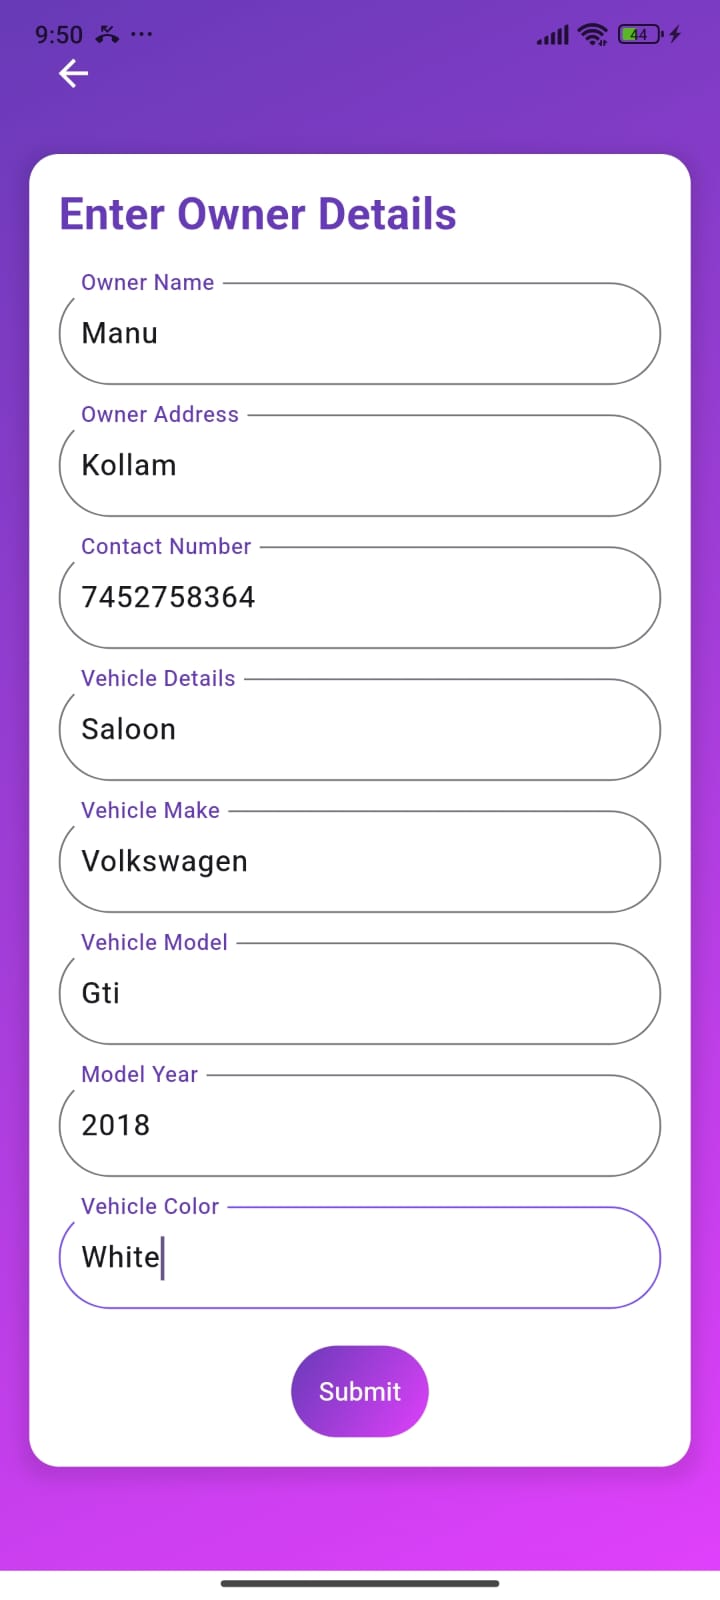 9:50
44
Enter Owner Details
Owner Name
Manu
Owner Address
Kollam
Contact Number
7452758364
Vehicle Details
Saloon
Vehicle Make
Volkswagen
Vehicle Model
Gti
Model Year
2018
Vehicle Color
White
Submit